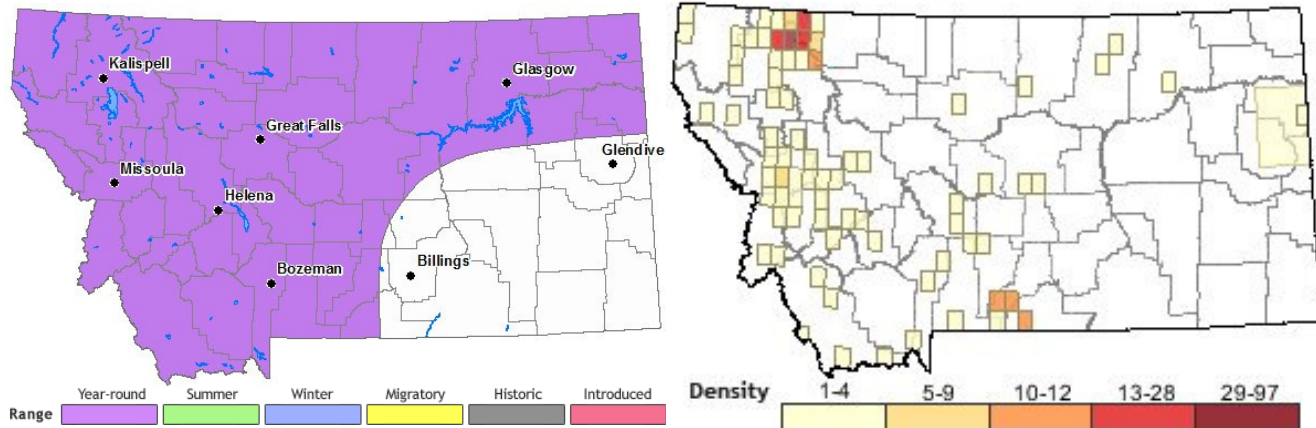 Kalispell
Glasgow
Great Falls
Glendive
Missoula
Helena
Billings
Bozeman
Year-round Summer Winter Migratory Historic Introduced
Range
Density 1-4 5-9 10-12 13-28 29-97